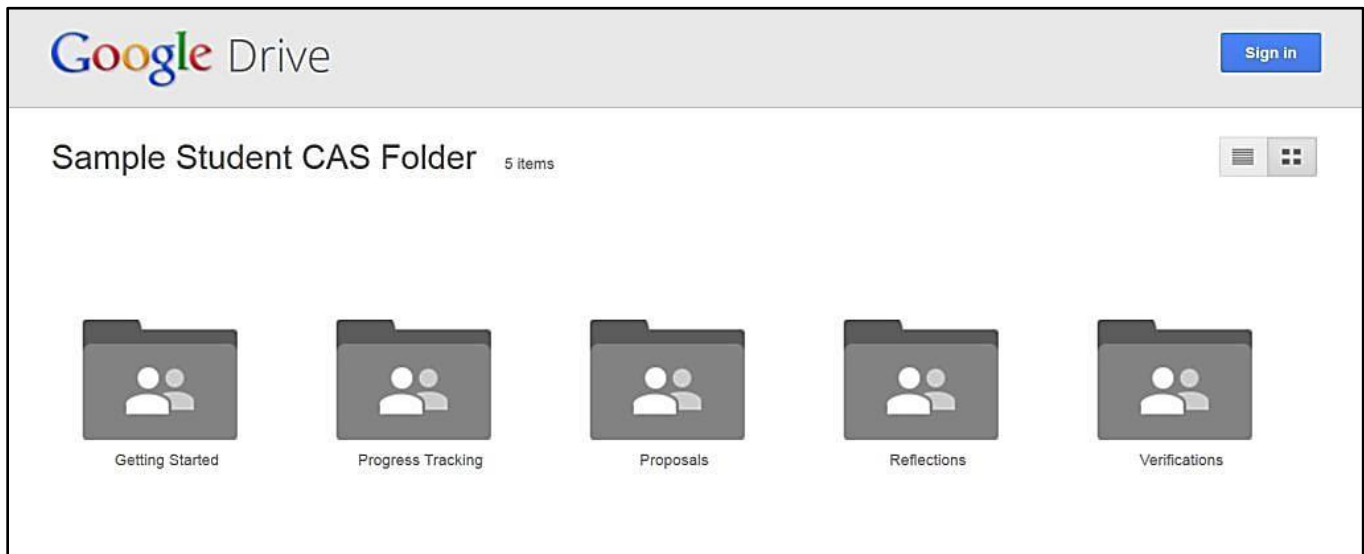 Google Drive
Sign in
Sample Student CAS Folder 5 items
Getting Started
Progress Tracking
Proposals
Reflections
Verifications